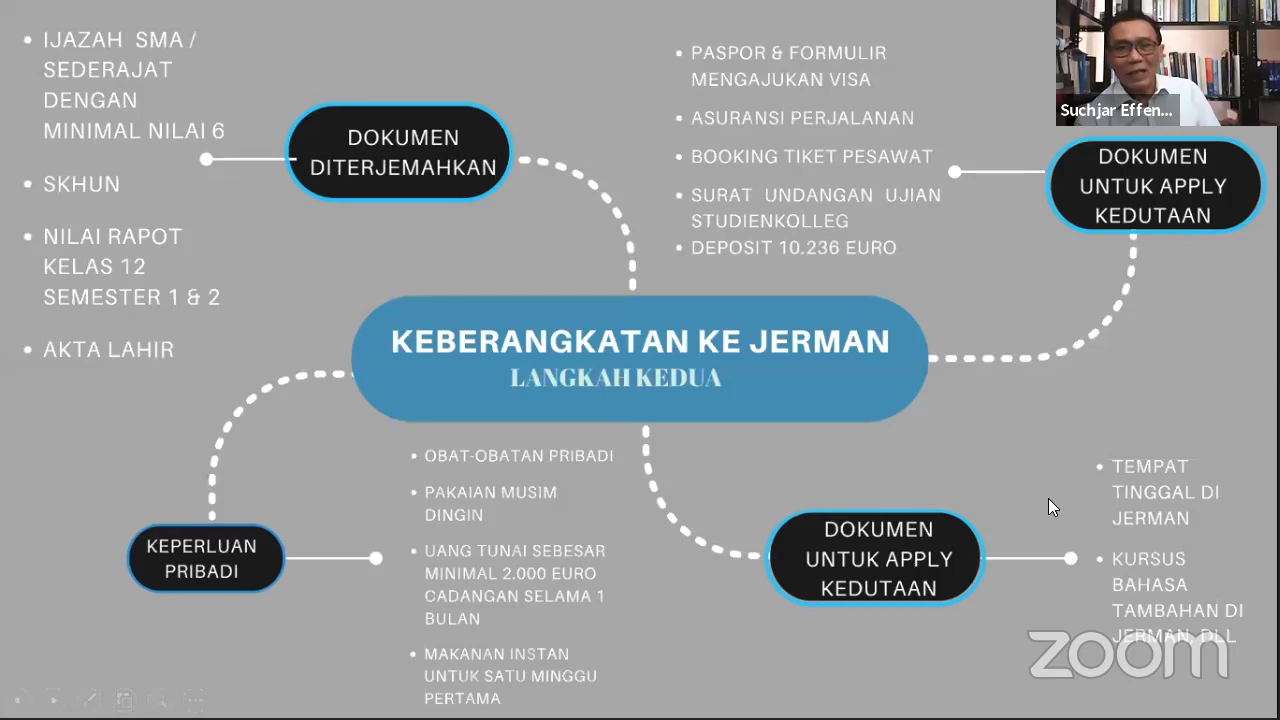 IJAZAH SMA /
SEDERAJAT
DENGAN
MINIMAL NILAI 6
SKHUN
NILAI RAPOT
KELAS 12
SEMESTER 1 & 2
AKTA LAHIR
DOKUMEN
DITERJEMAHKAN
PASPOR & FORMULIR
MENGAJUKAN VISA
ASURANSI PERJALANAN
BOOKING TIKET PESAWAT
SURAT UNDANGAN UJIAN
STUDIENKOLLEG
DEPOSIT 10.236 EURO
Suchjar Effen...
DOKUMEN
UNTUK APPLY
KEDUTAAN
KEBERANGKATAN KE JERMAN
LANGKAH KEDUA
KEPERLUAN
PRIBADI
OBAT-OBATAN PRIBADI
PAKAIAN MUSIM
DINGIN
UANG TUNAI SEBESAR
MINIMAL 2.000 EURO
CADANGAN SELAMA 1
BULAN
MAKANAN INSTAN
UNTUK SATU MINGGU
PERTAMA
DOKUMEN
UNTUK APPLY
KEDUTAAN
TEMPAT
TINGGAL DI
JERMAN
KURSUS
BAHASA
TAMBAHAN DI
JERMAN, DLL
zoom